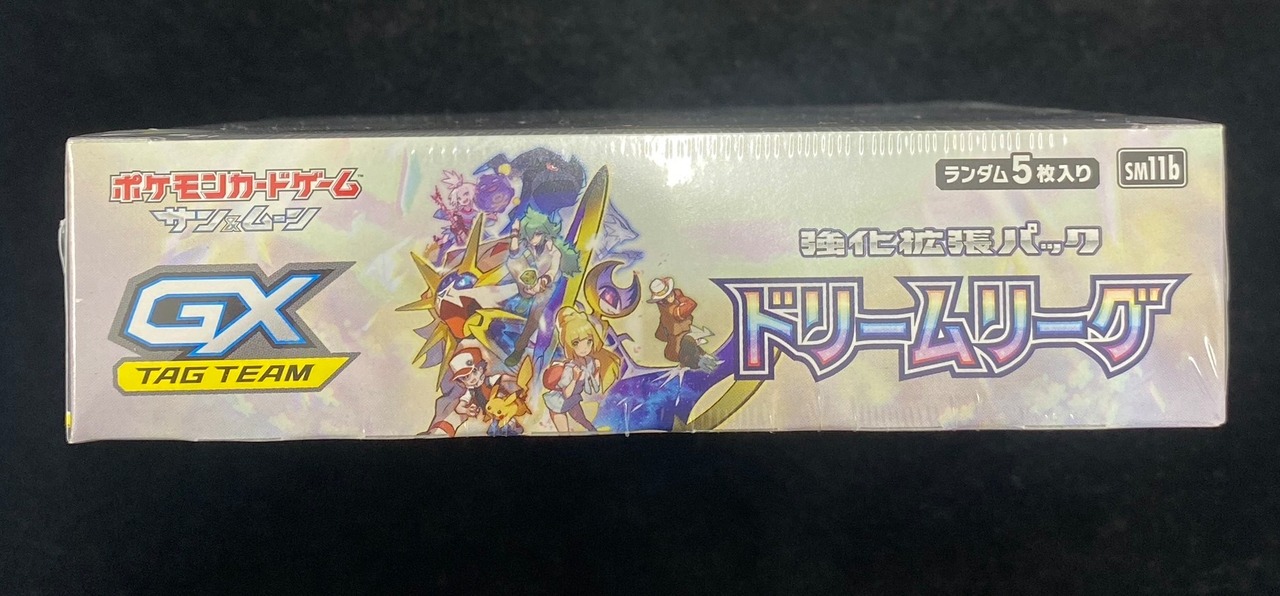 ポケモンカードゲーム
サン&ムーン
GX
TAG TEAM
ランダム5枚入り
SM11b
強化拡張パック
ドリームリーグ